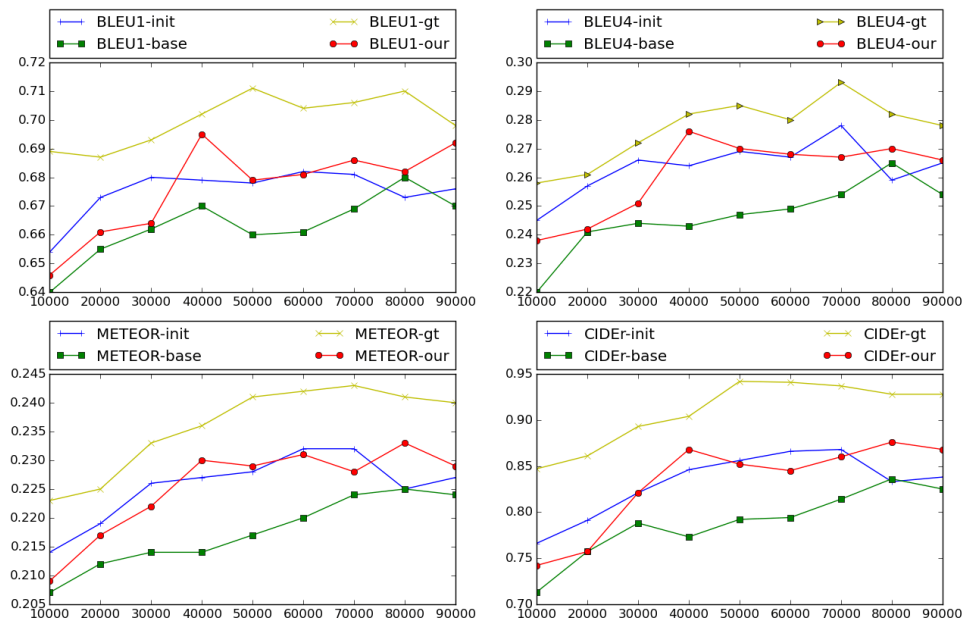 BLEU1-init BLEU1-gt
BLEU1-base BLEU1-our
0.72
0.71
0.70
0.69
0.68
0.67
0.66
0.65
0.64
10000 20000 30000 40000 50000 60000 70000 80000 90000
BLEU4-init BLEU4-gt
BLEU4-base BLEU4-our
0.30
0.29
0.28
0.27
0.26
0.25
0.24
0.23
0.22
10000 20000 30000 40000 50000 60000 70000 80000 90000
METEOR-init METEOR-gt
METEOR-base METEOR-our
0.245
0.240
0.235
0.230
0.225
0.220
0.215
0.210
0.205
10000 20000 30000 40000 50000 60000 70000 80000 90000
CIDEr-init CIDEr-gt
CIDEr-base CIDEr-our
0.95
0.90
0.85
0.80
0.75
0.70
10000 20000 30000 40000 50000 60000 70000 80000 90000